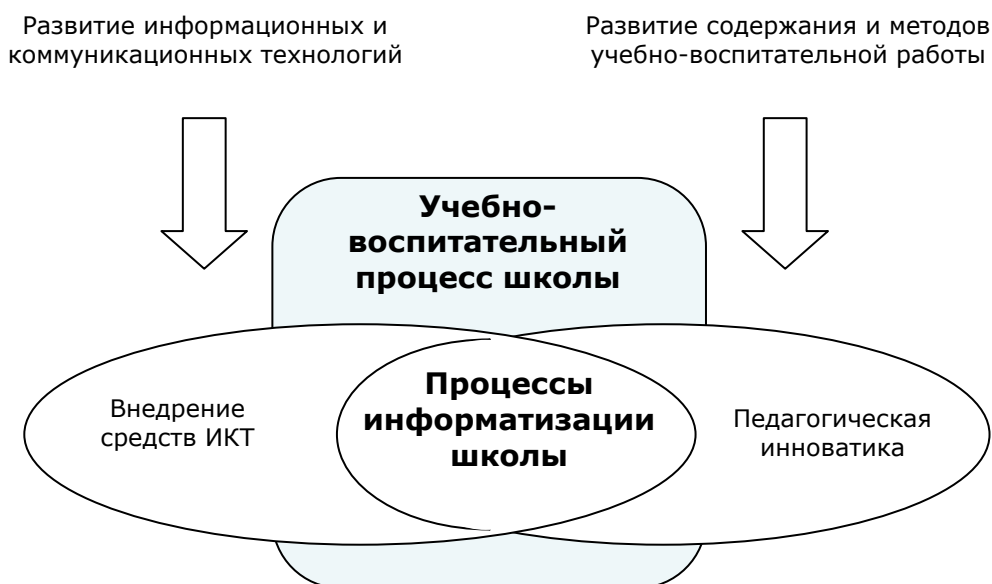 Развитие информационных и
коммуникационных технологий
Развитие содержания и методов
учебно-воспитательной работы
Учебно-
воспитательный
процесс школы
Внедрение
средств ИКТ
Процессы
информатизации
школы
Педагогическая
инноватика